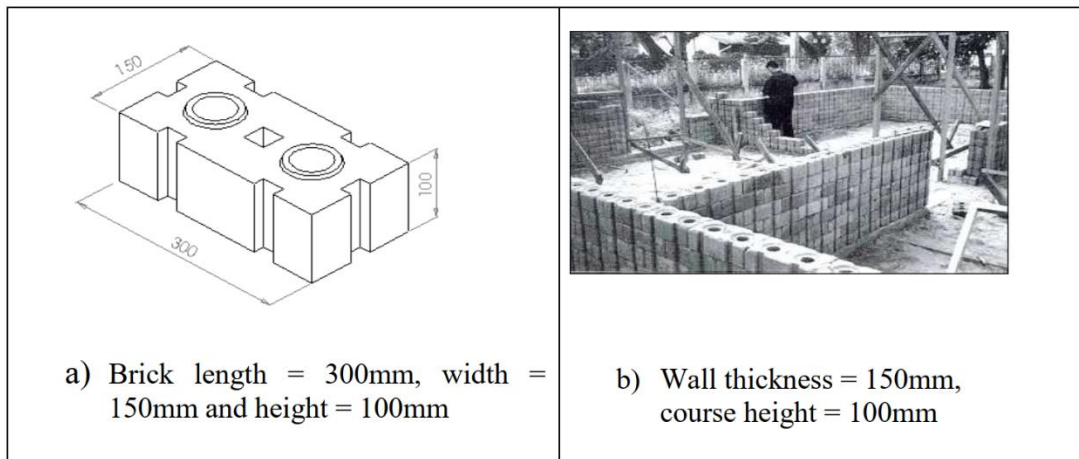 150
100
300
a) Brick length = 300mm, width =
150mm and height = 100mm
b) Wall thickness = 150mm,
course height = 100mm